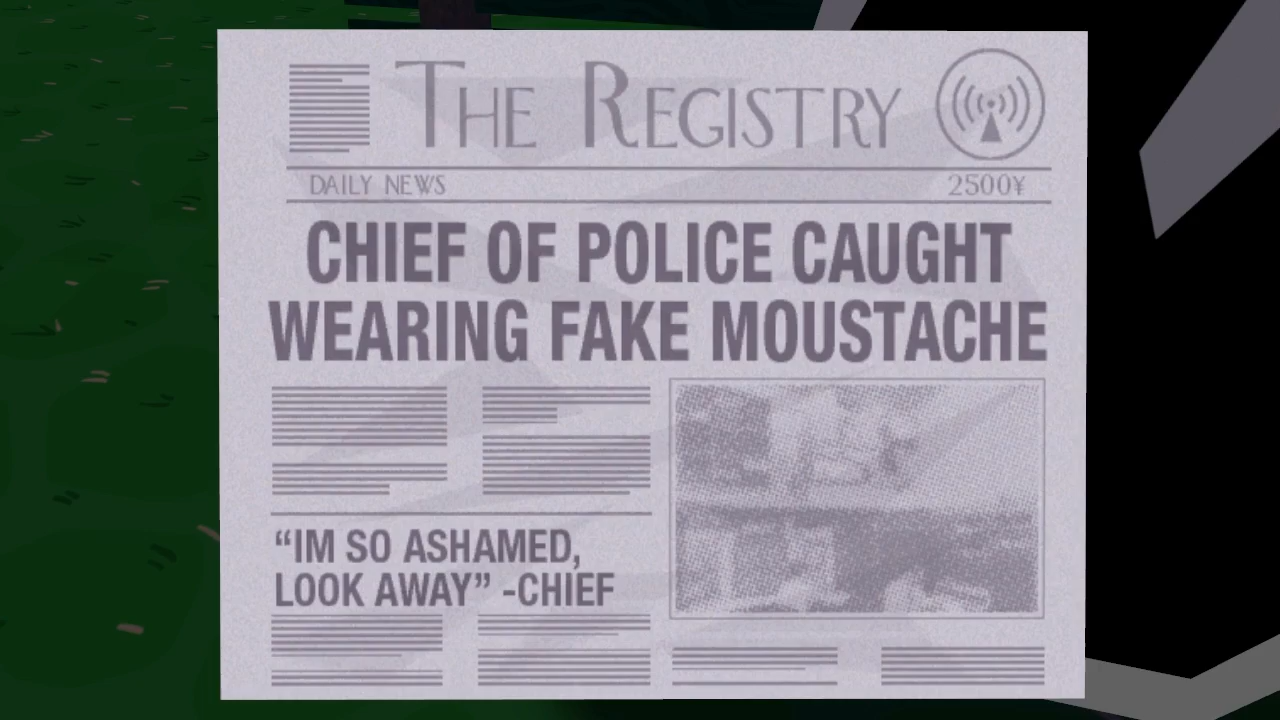 THE REGISTRY
DAILY NEWS
2500¥
CHIEF OF POLICE CAUGHT
WEARING FAKE MOUSTACHE
“IM SO ASHAMED,
LOOK AWAY” -CHIEF